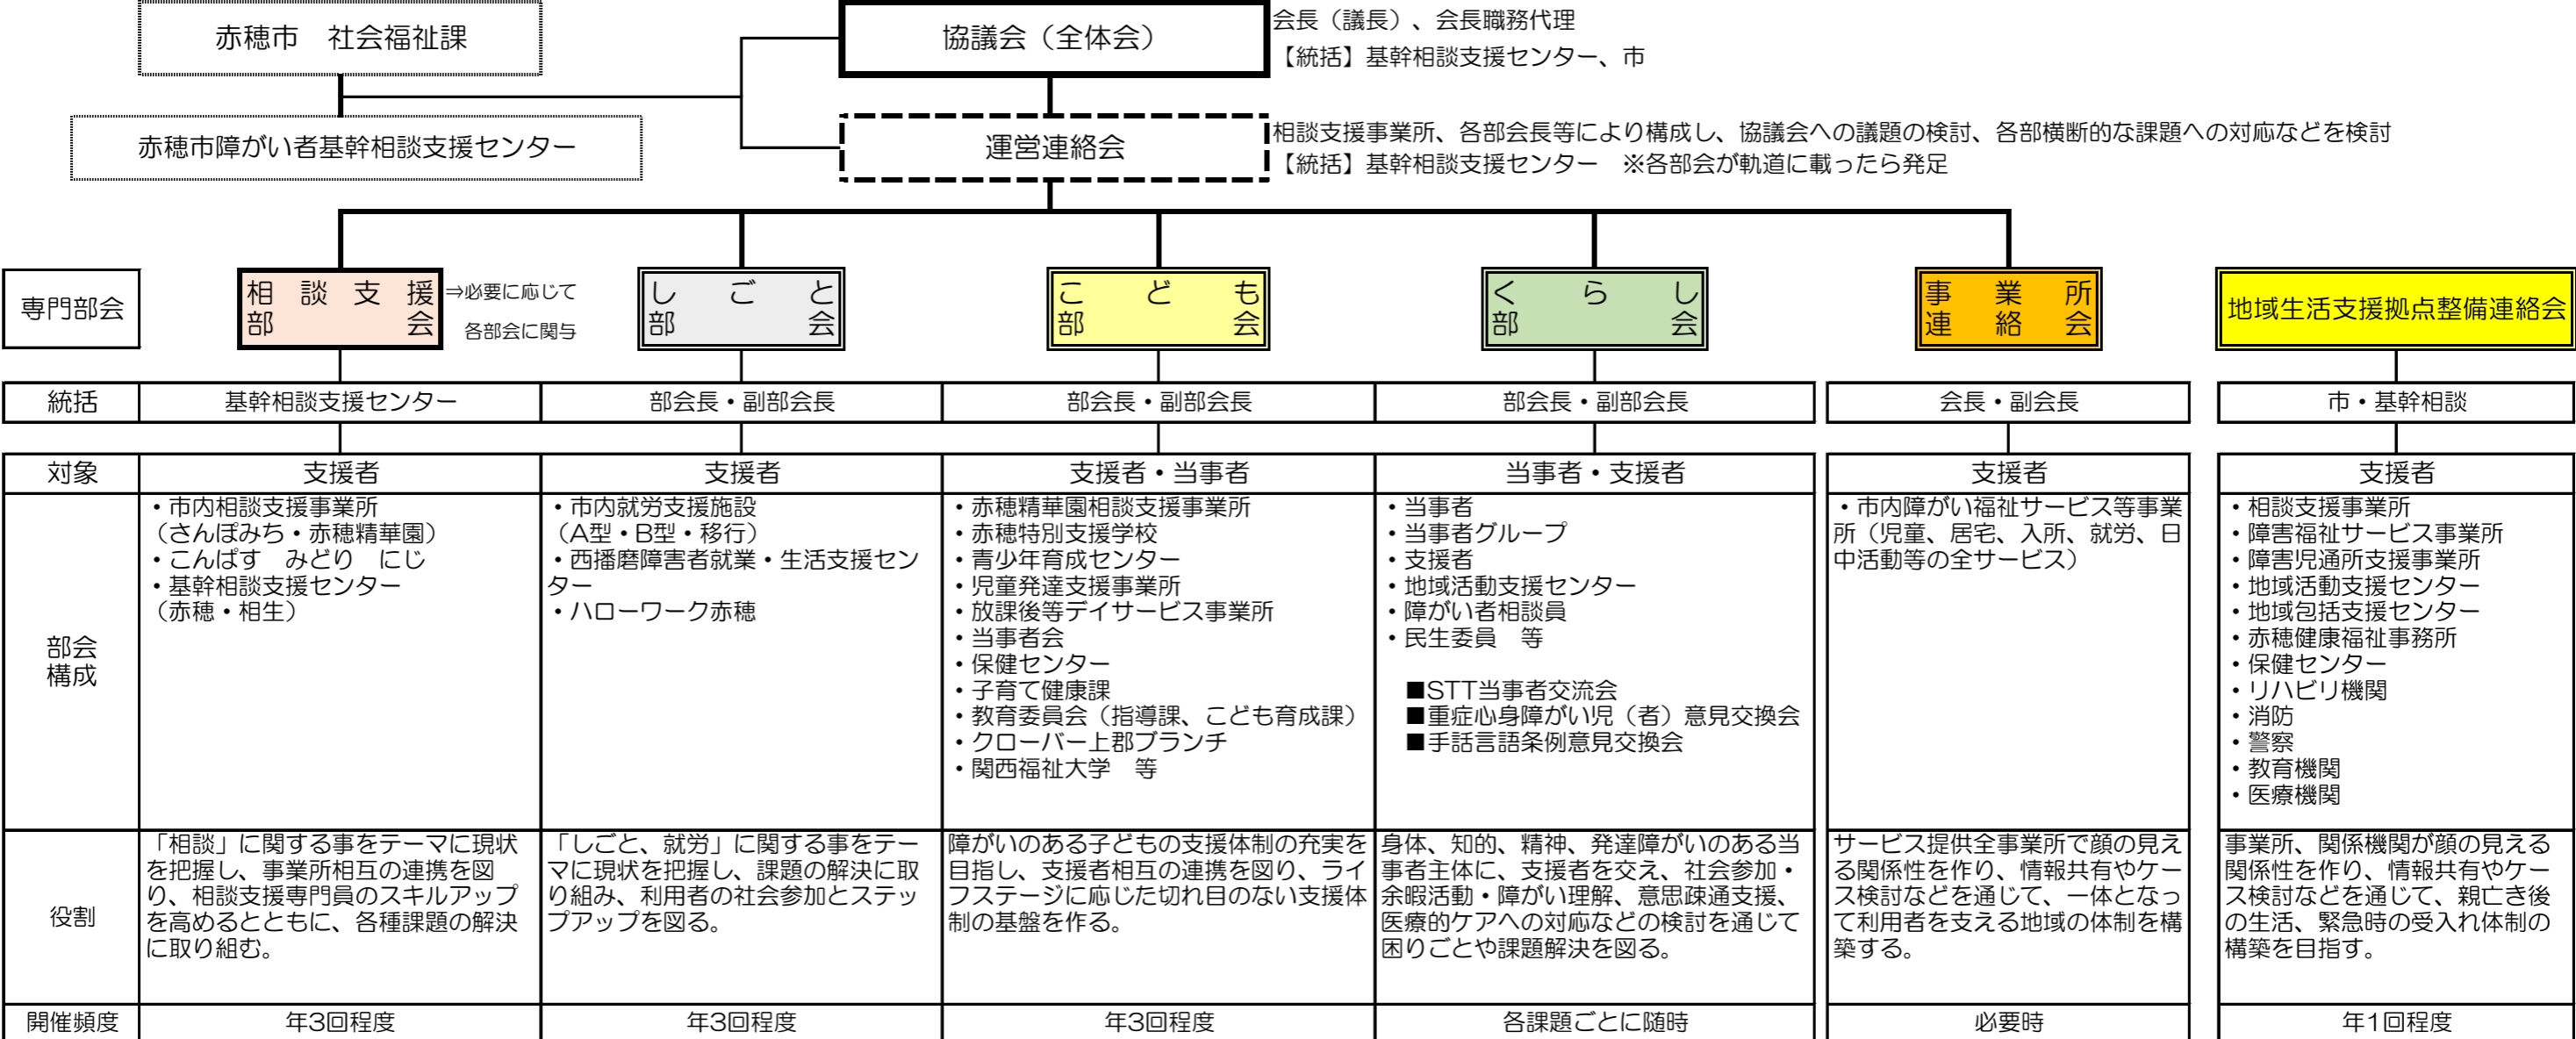 赤穂市　社会福祉課
協議会（全体会）
会長（議長）、会長職務代理
【統括】基幹相談支援センター、市
赤穂市障がい者基幹相談支援センター
運営連絡会
相談支援事業所、各部会長等により構成し、協議会への議題の検討、各部横断的な課題への対応などを検討
【統括】基幹相談支援センター　※各部会が軌道に載ったら発足
専門部会
相談支援
部会
⇒必要に応じて
各部会に関与
しごと
部会
こども
部会
くらし
部会
事業所
連絡会
地域生活支援拠点整備連絡会
統括
基幹相談支援センター
部会長・副部会長
部会長・副部会長
部会長・副部会長
会長・副会長
市・基幹相談
対象
支援者
支援者
支援者・当事者
当事者・支援者
支援者
支援者
部会
構成
・市内相談支援事業所
（さんぽみち・赤穂精華園）
・こんぱす　みどり　にじ
・基幹相談支援センター
（赤穂・相生）
・市内就労支援施設
（A型・B型・移行）
・西播磨障害者就業・生活支援セン
ター
・ハローワーク赤穂
・赤穂精華園相談支援事業所
・赤穂特別支援学校
・青少年育成センター
・児童発達支援事業所
・放課後等デイサービス事業所
・当事者会
・保健センター
・子育て健康課
・教育委員会（指導課、こども育成課）
・クローバー上郡ブランチ
・関西福祉大学　等
・当事者
・当事者グループ
・支援者
・地域活動支援センター
・障がい者相談員
・民生委員　等
■STT当事者交流会
■重症心身障がい児（者）意見交換会
■手話言語条例意見交換会
・市内障がい福祉サービス等事業
所（児童、居宅、入所、就労、日
中活動等の全サービス）
・相談支援事業所
・障害福祉サービス事業所
・障害児通所支援事業所
・地域活動支援センター
・地域包括支援センター
・赤穂健康福祉事務所
・保健センター
・リハビリ機関
・消防
・警察
・教育機関
・医療機関
役割
「相談」に関する事をテーマに現状
を把握し、事業所相互の連携を図
り、相談支援専門員のスキルアップ
を高めるとともに、各種課題の解決
に取り組む。
「しごと、就労」に関する事をテー
マに現状を把握し、課題の解決に取
り組み、利用者の社会参加とステッ
プアップを図る。
障がいのある子どもの支援体制の充実を
目指し、支援者相互の連携を図り、ライ
フステージに応じた切れ目のない支援体
制の基盤を作る。
身体、知的、精神、発達障がいのある当
事者主体に、支援者を交え、社会参加・
余暇活動・障がい理解、意思疎通支援、
医療的ケアへの対応などの検討を通じて
困りごとや課題解決を図る。
サービス提供全事業所で顔の見え
る関係性を作り、情報共有やケー
ス検討などを通じて、一体となっ
て利用者を支える地域の体制を構
築する。
事業所、関係機関が顔の見える
関係性を作り、情報共有やケー
ス検討などを通じて、親亡き後
の生活、緊急時の受入れ体制の
構築を目指す。
開催頻度
年3回程度
年3回程度
年3回程度
各課題ごとに随時
必要時
年1回程度